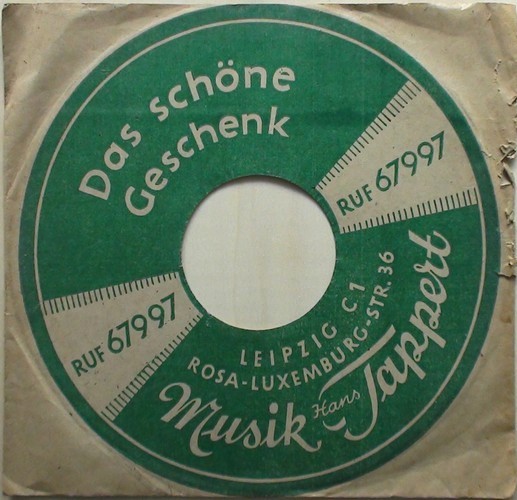 Das schöne
Geschenk
RUF 67997
RUF 67997
LEIPZIG C1
ROSA-LUXEMBURG-STR. 36
Musik Hans Tappert